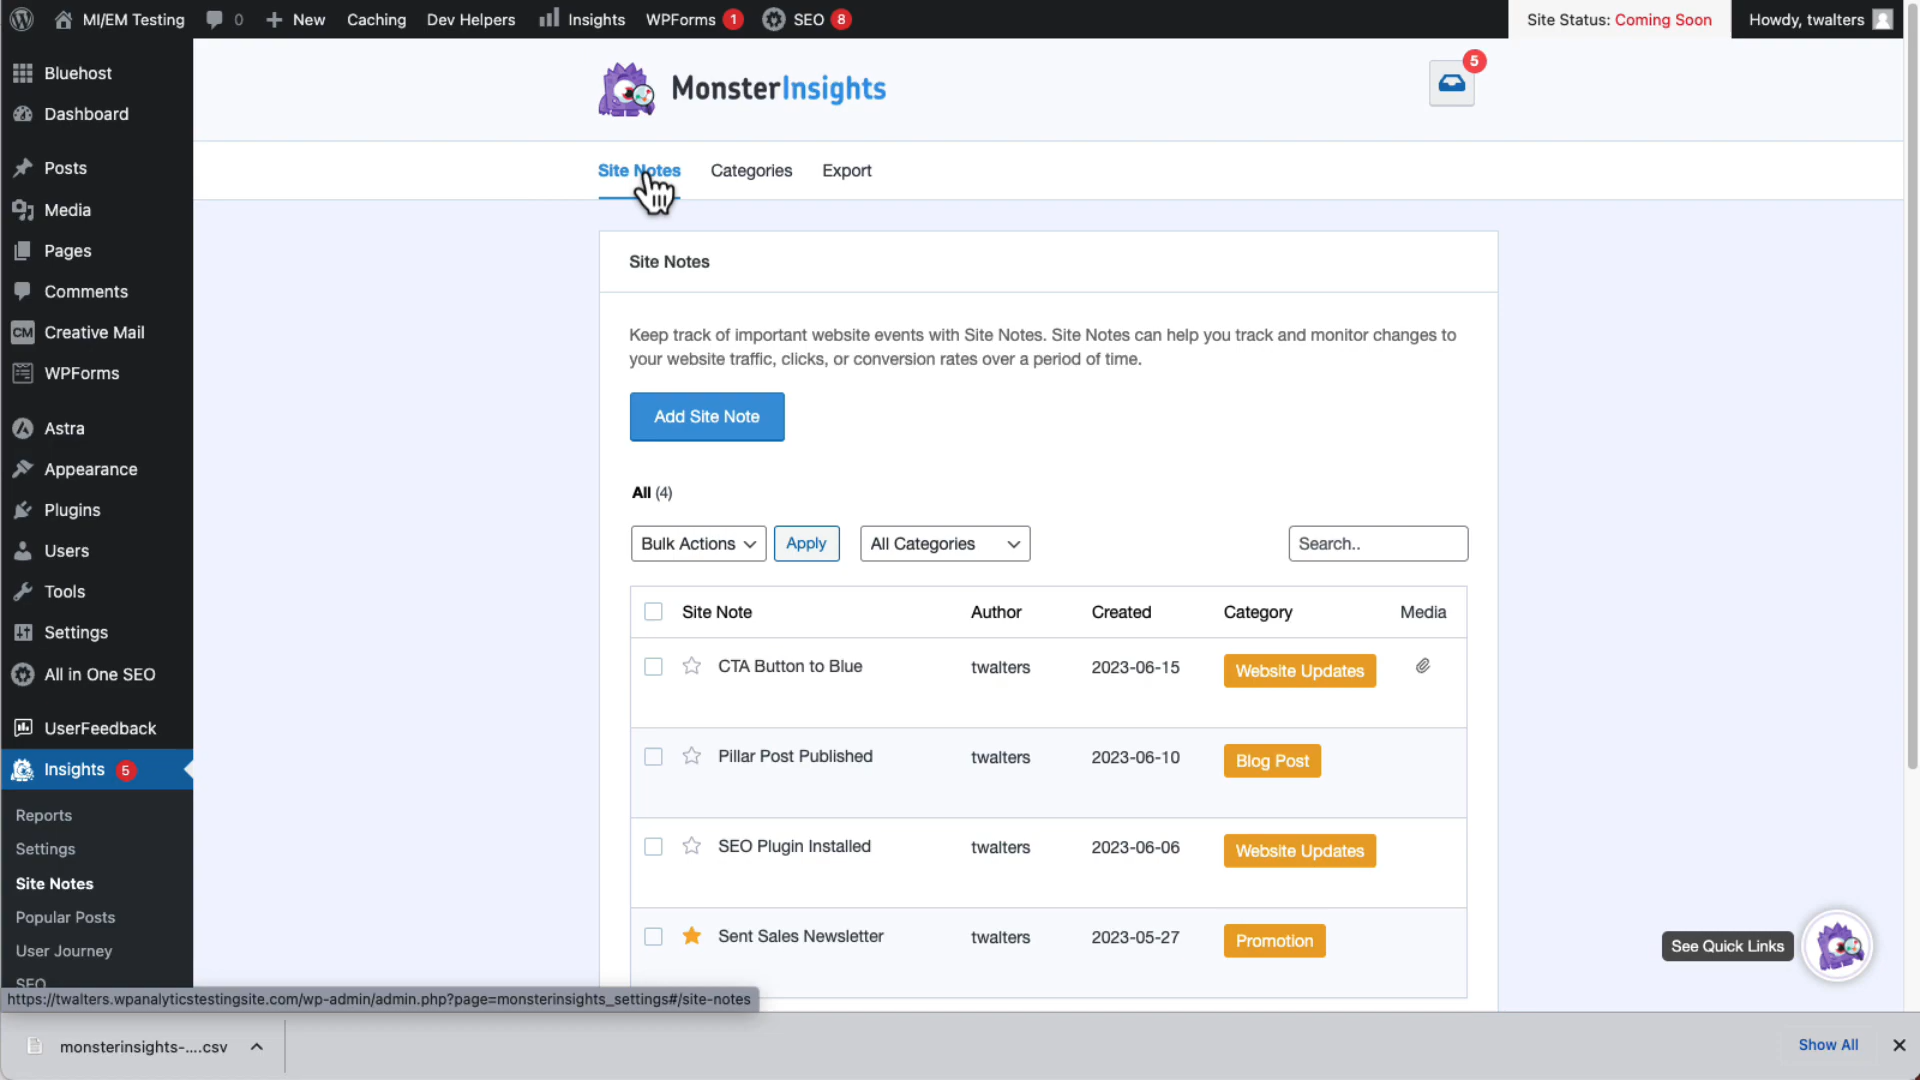 MI/EM Testing 0 New Caching Dev Helpers Insights WPForms 1 SEO 8 Site Status: Coming Soon Howdy, twalters
Bluehost
Dashboard
Posts
Media
Pages
Comments
CM Creative Mail
WPForms
Astra
Appearance
Plugins
Users
Tools
Settings
All in One SEO
UserFeedback
Insights 5
Reports
Settings
Site Notes
Popular Posts
User Journey
SEO
MonsterInsights
5
Site Notes Categories Export
Site Notes
Keep track of important website events with Site Notes. Site Notes can help you track and monitor changes to
your website traffic, clicks, or conversion rates over a period of time.
Add Site Note
All (4)
Bulk Actions Apply All Categories Search..
Site Note Author Created Category Media
CTA Button to Blue twalters 2023-06-15 Website Updates
Pillar Post Published twalters 2023-06-10 Blog Post
SEO Plugin Installed twalters 2023-06-06 Website Updates
Sent Sales Newsletter twalters 2023-05-27 Promotion
See Quick Links
https://twalters.wpanalyticstestingsite.com/wp-admin/admin.php?page=monsterinsights_settings#/site-notes
monsterinsights-....csv Show All